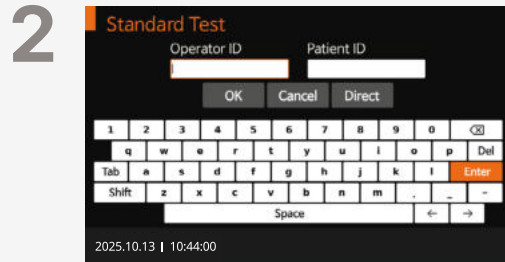 2
Standard Test
Operator ID Patient ID
OK Cancel Direct
1 2 3 4 5 6 7 8 9 0
q w e r t y u i o p Del
Tab a s d f g h j k l Enter
Shift z x c v b n m . _ -
Space ← →
2025.10.13 | 10:44:00